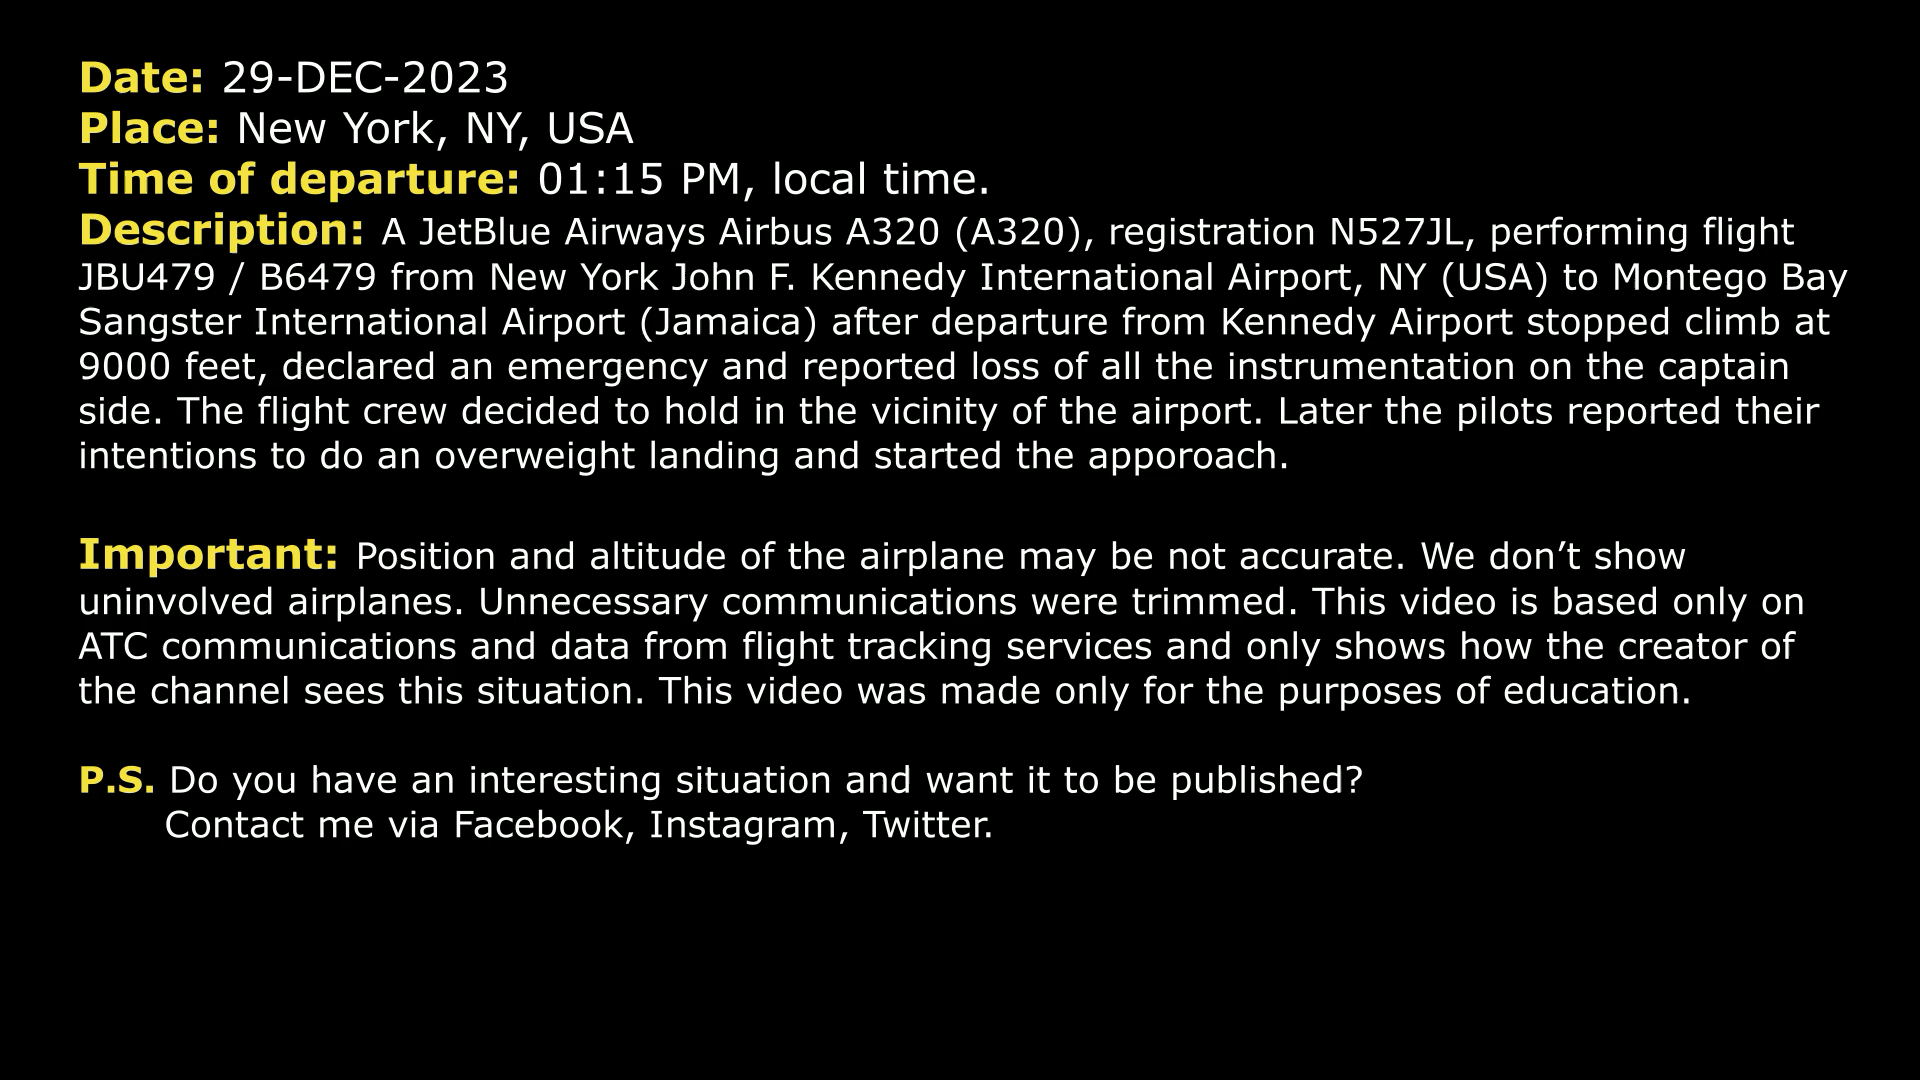 Date: 29-DEC-2023
Place: New York, NY, USA
Time of departure: 01:15 PM, local time.
Description: A JetBlue Airways Airbus A320 (A320), registration N527JL, performing flight
JBU479 / B6479 from New York John F. Kennedy International Airport, NY (USA) to Montego Bay
Sangster International Airport (Jamaica) after departure from Kennedy Airport stopped climb at
9000 feet, declared an emergency and reported loss of all the instrumentation on the captain
side. The flight crew decided to hold in the vicinity of the airport. Later the pilots reported their
intentions to do an overweight landing and started the apporoach.
Important: Position and altitude of the airplane may be not accurate. We don’t show
uninvolved airplanes. Unnecessary communications were trimmed. This video is based only on
ATC communications and data from flight tracking services and only shows how the creator of
the channel sees this situation. This video was made only for the purposes of education.
P.S. Do you have an interesting situation and want it to be published?
Contact me via Facebook, Instagram, Twitter.